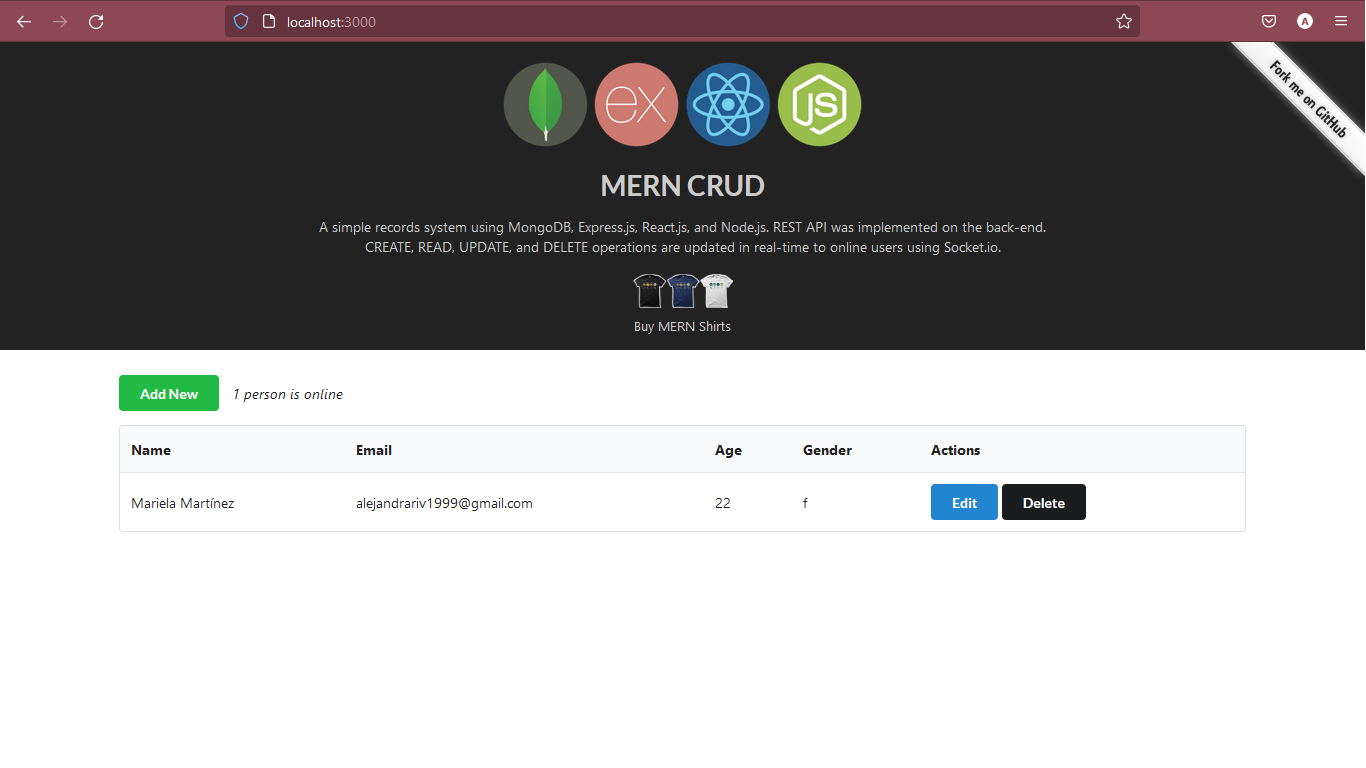 localhost:3000
A
Fork me on GitHub
ex
JS
MERN CRUD
A simple records system using MongoDB, Express.js, React.js, and Node.js. REST API was implemented on the back-end.
CREATE, READ, UPDATE, and DELETE operations are updated in real-time to online users using Socket.io.
Buy MERN Shirts
Add New 1 person is online
Name Email Age Gender Actions
Mariela Martínez alejandrariv1999@gmail.com 22 f Edit Delete